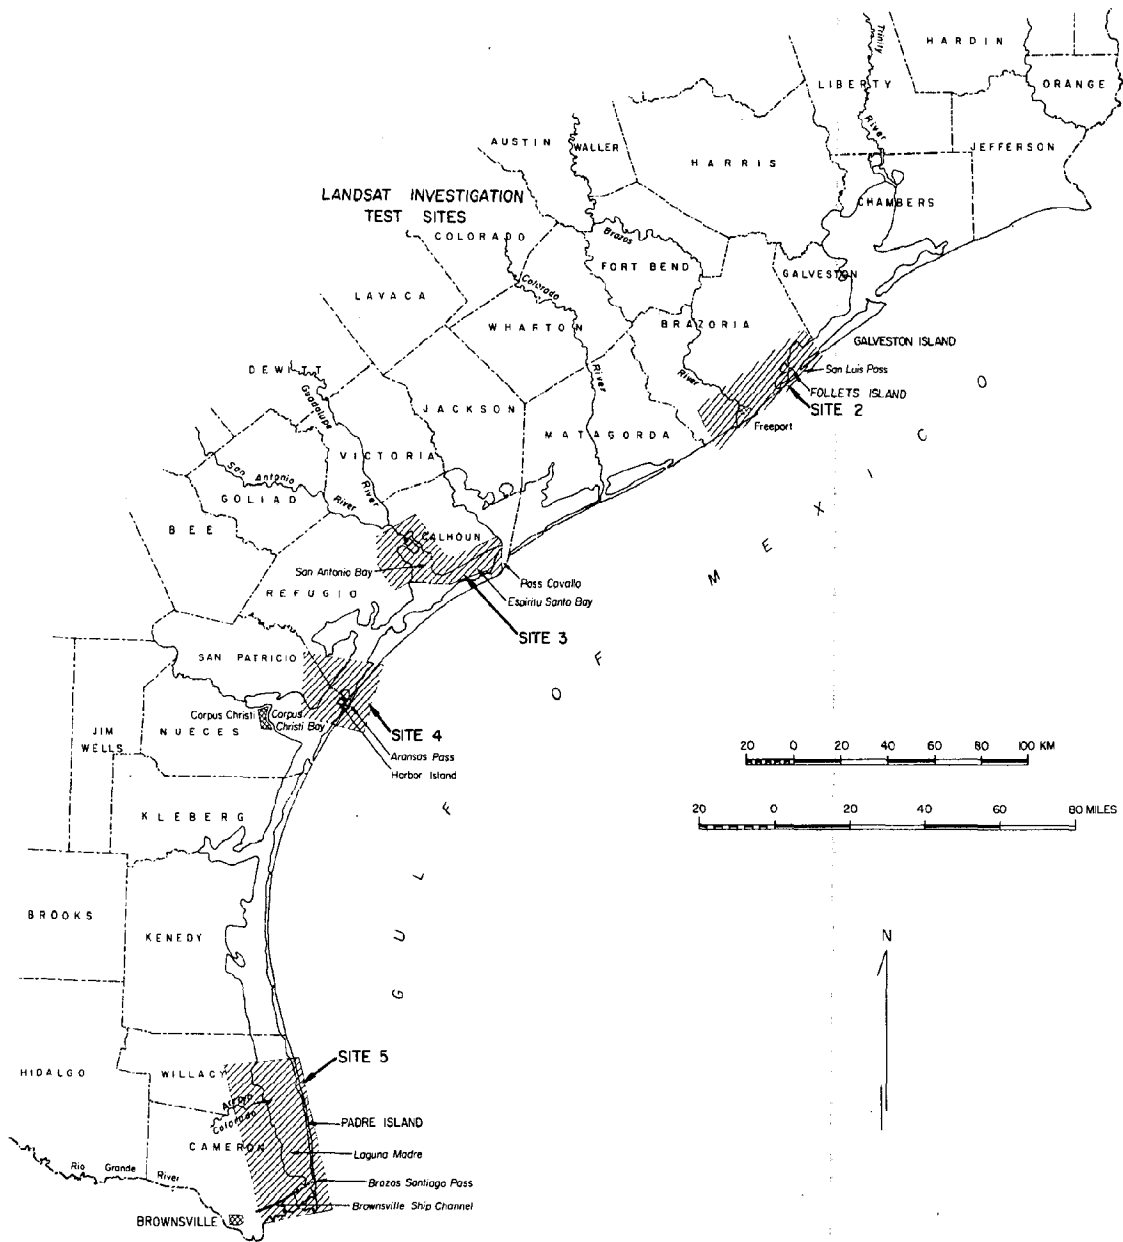 HARDIN
Trinity
LIBERTY
ORANGE
River
AUSTIN
WALLER
HARRIS
JEFFERSON
LANDSAT INVESTIGATION
TEST SITES
CHAMBERS
COLORADO
Brazos
FORT BEND
GALVESTON
Colorado
LAVACA
WHARTON
BRAZORIA
GALVESTON ISLAND
River
River
San Luis Pass
DEWITT
Guadalupe
FOLLETS ISLAND
SITE 2
JACKSON
Freeport
MATAGORDA
VICTORIA
San Antonio
River
River
GOLIAD
BEE
CALHOUN
San Antonio Bay
Pass Cavallo
REFUGIO
Espiritu Santo Bay
SITE 3
GULF OF MEXICO
SAN PATRICIO
Corpus Christi
Corpus
Christi Bay
NUECES
JIM
WELLS
SITE 4
Aransas Pass
Harbor Island
20 0 20 40 60 80 100 KM
20 0 20 40 60 80 MILES
KLEBERG
BROOKS
KENEDY
N
SITE 5
HIDALGO
WILLACY
Arroyo
Colorado
PADRE ISLAND
CAMERON
Laguna Madre
Rio Grande River
Brazos Santiago Pass
Brownsville Ship Channel
BROWNSVILLE